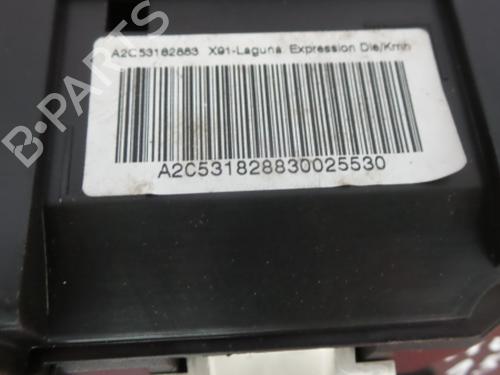 A2C53182883 X91-Laguna Expression Die/Kmh
A2C531828830025530
B-PARTS